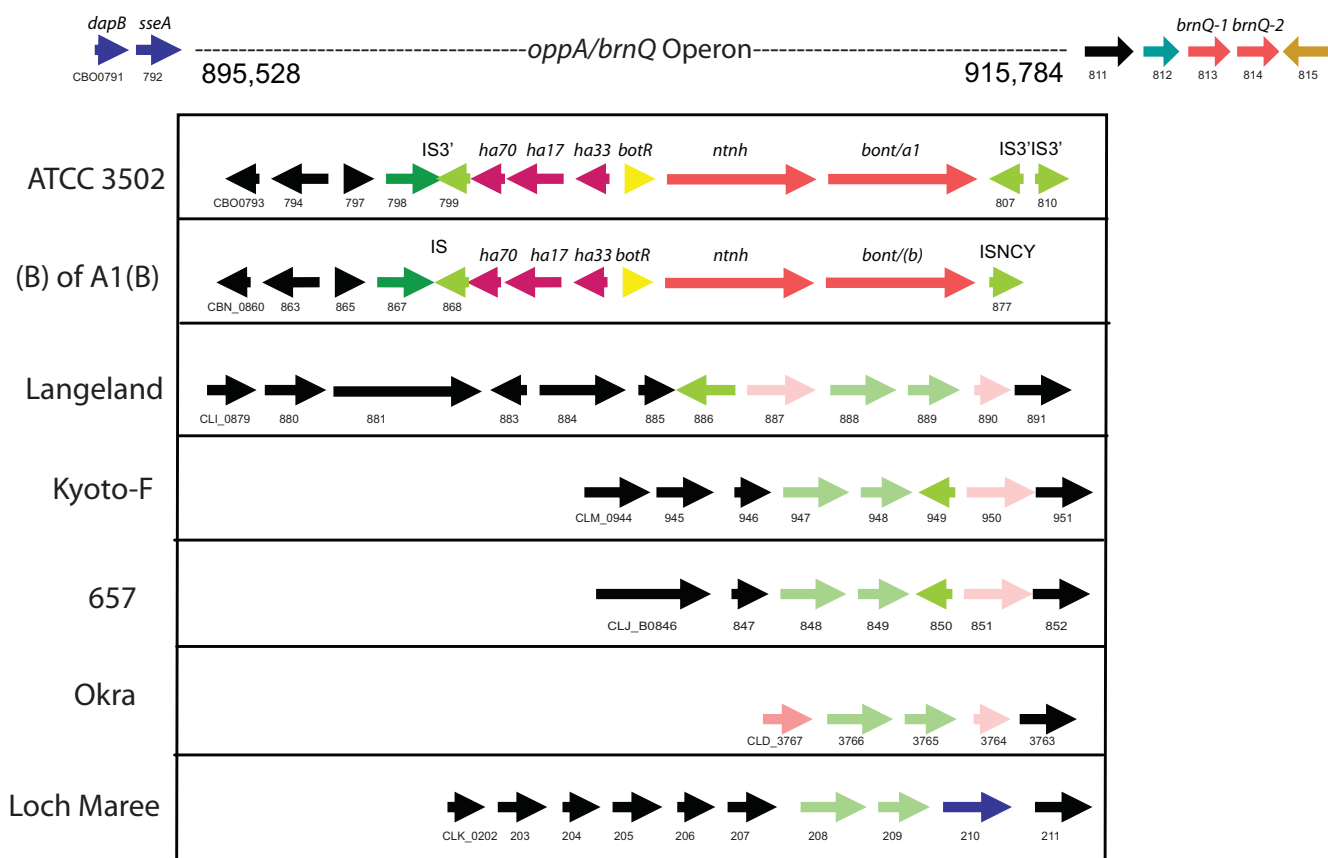 dapB sseA
brnQ-1 brnQ-2
oppA/brnQ Operon
CBO0791 792 895,528 915,784 811 812 813 814 815
IS3' ha70 ha17 ha33 botR ntnh bont/a1 IS3'IS3'
ATCC 3502
CBO0793 794 797 798 799 807 810
IS ha70 ha17 ha33 botR ntnh bont/(b) ISNCY
(B) of A1(B)
CBN_0860 863 865 867 868 877
Langeland
CLI_0879 880 881 883 884 885 886 887 888 889 890 891
Kyoto-F
CLM_0944 945 946 947 948 949 950 951
657
CLJ_B0846 847 848 849 850 851 852
Okra
CLD_3767 3766 3765 3764 3763
Loch Maree
CLK_0202 203 204 205 206 207 208 209 210 211